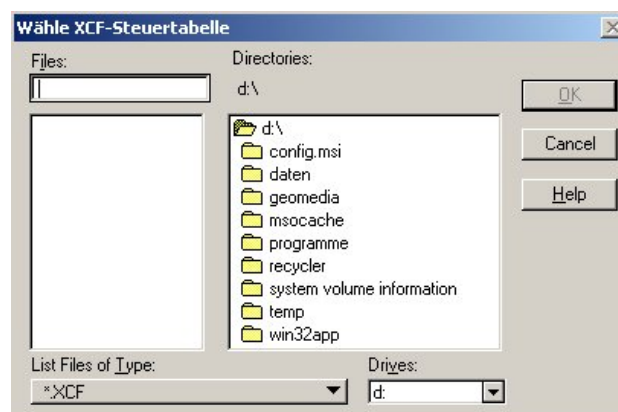 Wähle XCF-Steuertabelle
Files:
Directories:
d:\
OK
d:\
config.msi
daten
geomedia
msocache
programme
recycler
system volume information
temp
win32app
Cancel
Help
List Files of Type:
*.XCF
Drives:
d: